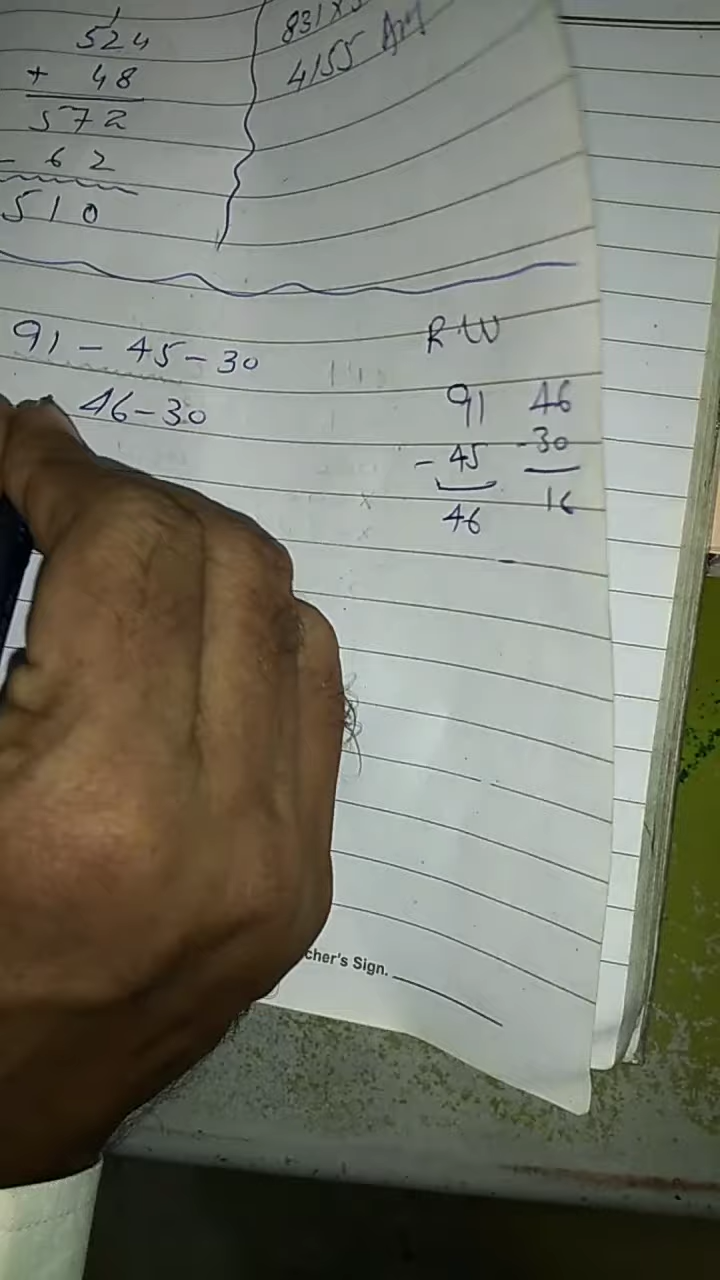 524
+ 48
572
- 62
510
831×5
4155 Am
91 - 45 - 30
46 - 30
RW
91 46
- 45 - 30
46 16
cher's Sign.